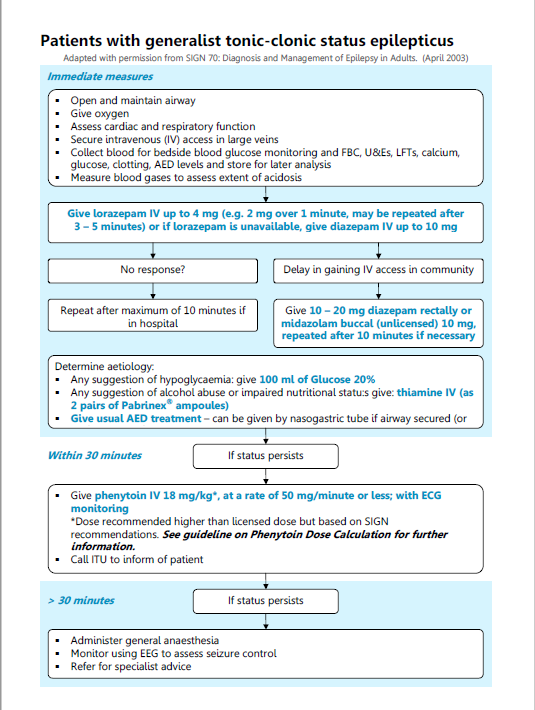 Patients with generalist tonic-clonic status epilepticus
Adapted with permission from SIGN 70: Diagnosis and Management of Epilepsy in Adults. (April 2003)
Immediate measures
▪ Open and maintain airway
▪ Give oxygen
▪ Assess cardiac and respiratory function
▪ Secure intravenous (IV) access in large veins
▪ Collect blood for bedside blood glucose monitoring and FBC, U&Es, LFTs, calcium,
glucose, clotting, AED levels and store for later analysis
▪ Measure blood gases to assess extent of acidosis
Give lorazepam IV up to 4 mg (e.g. 2 mg over 1 minute, may be repeated after
3 – 5 minutes) or if lorazepam is unavailable, give diazepam IV up to 10 mg
No response?
Delay in gaining IV access in community
Repeat after maximum of 10 minutes if
in hospital
Give 10 – 20 mg diazepam rectally or
midazolam buccal (unlicensed) 10 mg,
repeated after 10 minutes if necessary
Determine aetiology:
▪ Any suggestion of hypoglycaemia: give 100 ml of Glucose 20%
▪ Any suggestion of alcohol abuse or impaired nutritional statu:s give: thiamine IV (as
2 pairs of Pabrinex® ampoules)
▪ Give usual AED treatment – can be given by nasogastric tube if airway secured (or
Within 30 minutes
If status persists
▪ Give phenytoin IV 18 mg/kg*, at a rate of 50 mg/minute or less; with ECG
monitoring
*Dose recommended higher than licensed dose but based on SIGN
recommendations. See guideline on Phenytoin Dose Calculation for further
information.
▪ Call ITU to inform of patient
> 30 minutes
If status persists
▪ Administer general anaesthesia
▪ Monitor using EEG to assess seizure control
▪ Refer for specialist advice